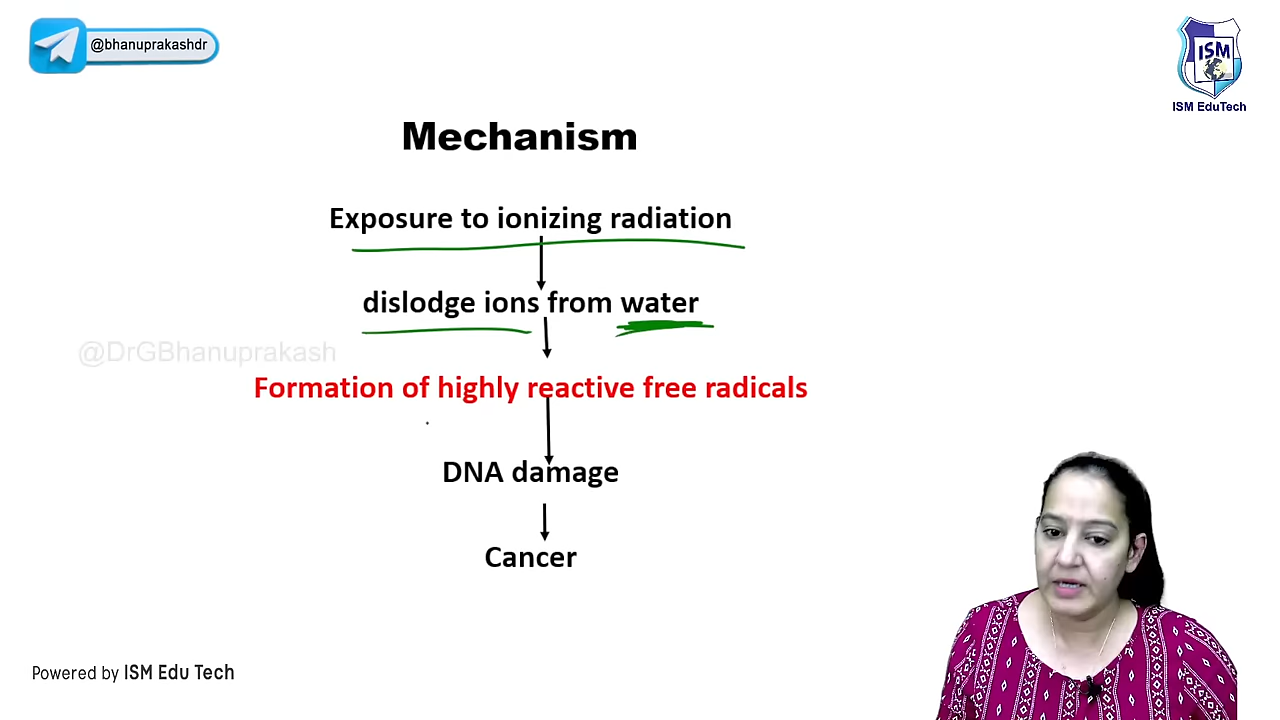 @bhanuprakashdr
ISM
ISM EduTech
Mechanism
Exposure to ionizing radiation
dislodge ions from water
@DrGBhanuprakash
Formation of highly reactive free radicals
DNA damage
Cancer
Powered by ISM Edu Tech